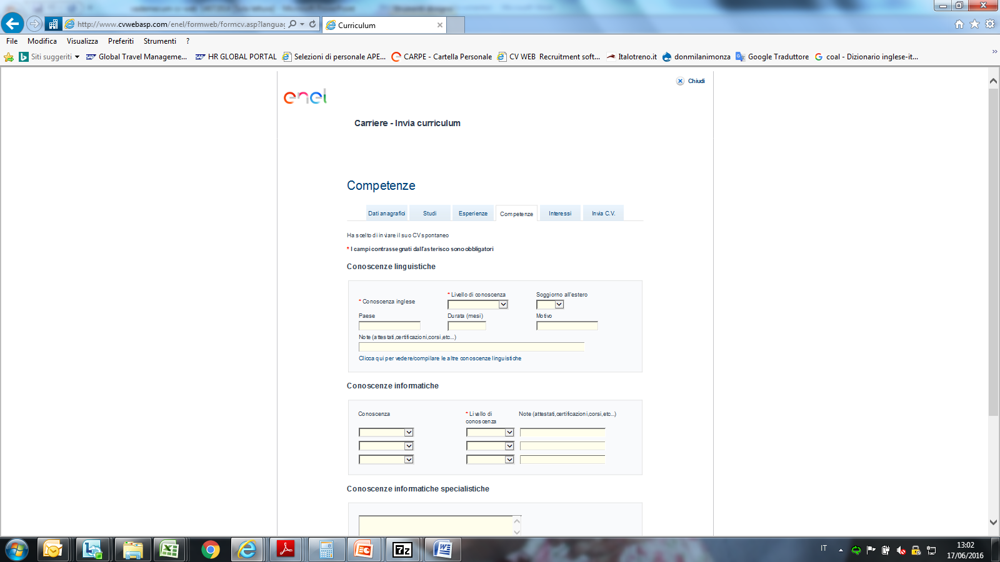 http://www.cvwebasp.com/enel/formweb/formcv.asp?languag
Curriculum
File Modifica Visualizza Preferiti Strumenti ?
Siti suggeriti Global Travel Manageme... HR GLOBAL PORTAL Selezioni di personale APE... CARPE - Cartella Personale CV WEB Recruitment soft... Italotreno.it donmilanimonza Google Traduttore coal - Dizionario inglese-it...
Chiudi
enel
Carriere - Invia curriculum
Competenze
Dati anagrafici Studi Esperienze Competenze Interessi Invia C.V.
Ha scelto di inviare il suo CV spontaneo
* I campi contrassegnati dall'asterisco sono obbligatori
Conoscenze linguistiche
* Conoscenza inglese * Livello di conoscenza Soggiorno all'estero
Paese Durata (mesi) Motivo
Note (attestati,certificazioni,corsi,etc...)
Clicca qui per vedere/compilare le altre conoscenze linguistiche
Conoscenze informatiche
Conoscenza * Livello di Note (attestati,certificazioni,corsi,etc...)
conoscenza
Conoscenze informatiche specialistiche
7z
IT
13:02
17/06/2016